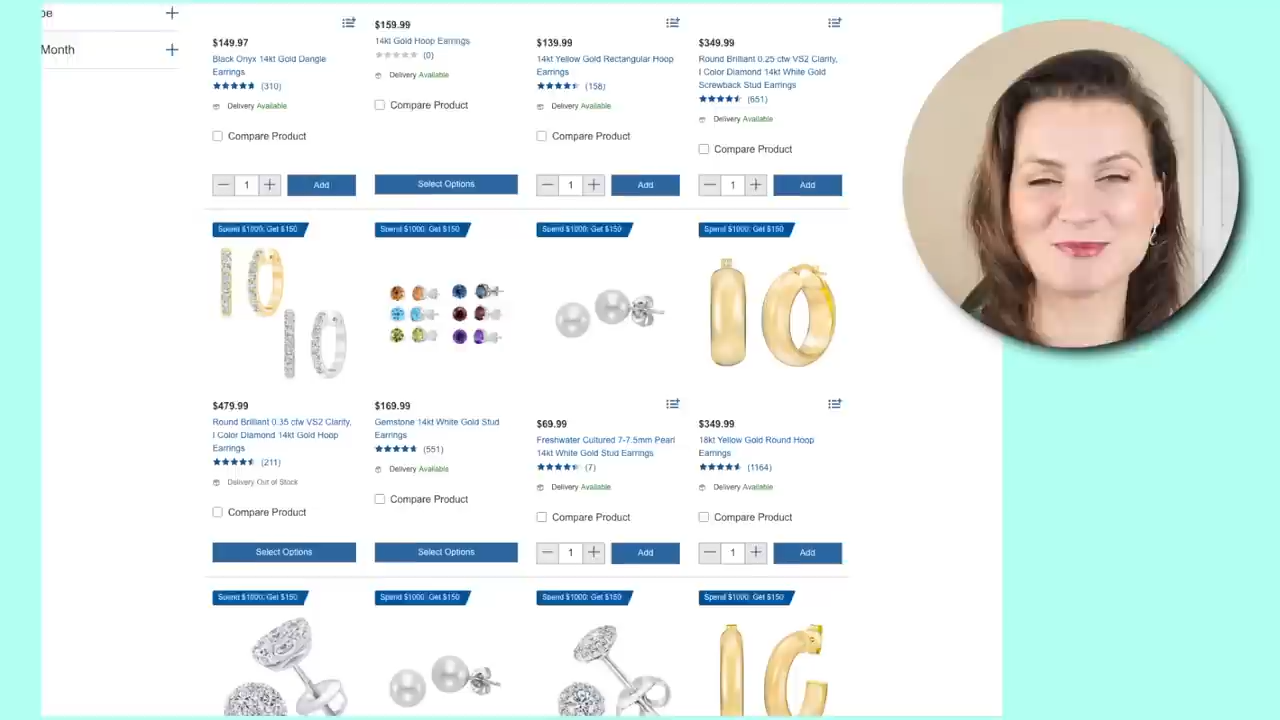 pe
Month
$149.97
Black Onyx 14kt Gold Dangle
Earrings
(310)
Delivery Available
Compare Product
1
Add
$159.99
14kt Gold Hoop Earrings
(0)
Delivery Available
Compare Product
Select Options
$139.99
14kt Yellow Gold Rectangular Hoop
Earrings
(158)
Delivery Available
Compare Product
1
Add
$349.99
Round Brilliant 0.25 ctw VS2 Clarity,
I Color Diamond 14kt White Gold
Screwback Stud Earrings
(651)
Delivery Available
Compare Product
1
Add
Spend $1000, Get $150
$479.99
Round Brilliant 0.35 ctw VS2 Clarity,
I Color Diamond 14kt Gold Hoop
Earrings
(211)
Delivery Out of Stock
Compare Product
Select Options
Spend $1000, Get $150
$169.99
Gemstone 14kt White Gold Stud
Earrings
(551)
Delivery Available
Compare Product
Select Options
Spend $1000, Get $150
$69.99
Freshwater Cultured 7-7.5mm Pearl
14kt White Gold Stud Earrings
(7)
Delivery Available
Compare Product
1
Add
Spend $1000, Get $150
$349.99
18kt Yellow Gold Round Hoop
Earrings
(1164)
Delivery Available
Compare Product
1
Add
Spend $1000, Get $150
Spend $1000, Get $150
Spend $1000, Get $150
Spend $1000, Get $150